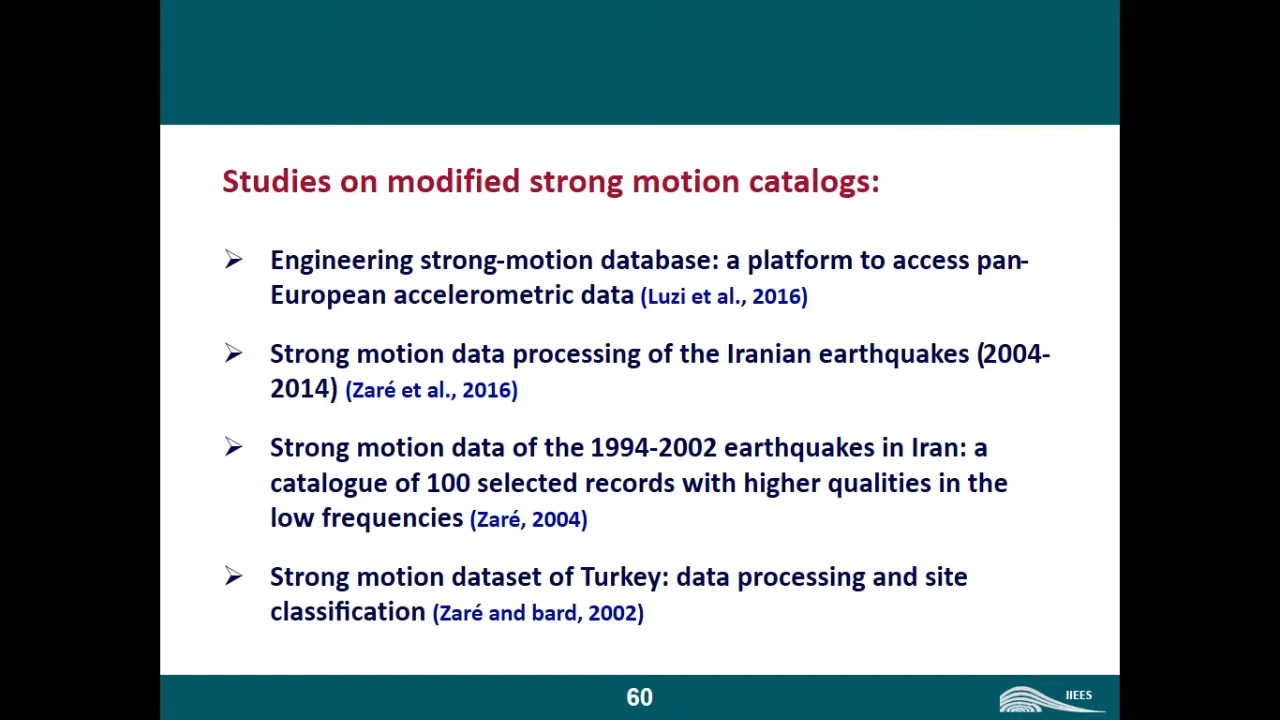 Studies on modified strong motion catalogs:
Engineering strong-motion database: a platform to access pan-
European accelerometric data (Luzi et al., 2016)
Strong motion data processing of the Iranian earthquakes (2004-
2014) (Zaré et al., 2016)
Strong motion data of the 1994-2002 earthquakes in Iran: a
catalogue of 100 selected records with higher qualities in the
low frequencies (Zaré, 2004)
Strong motion dataset of Turkey: data processing and site
classification (Zaré and bard, 2002)
60
IIEES